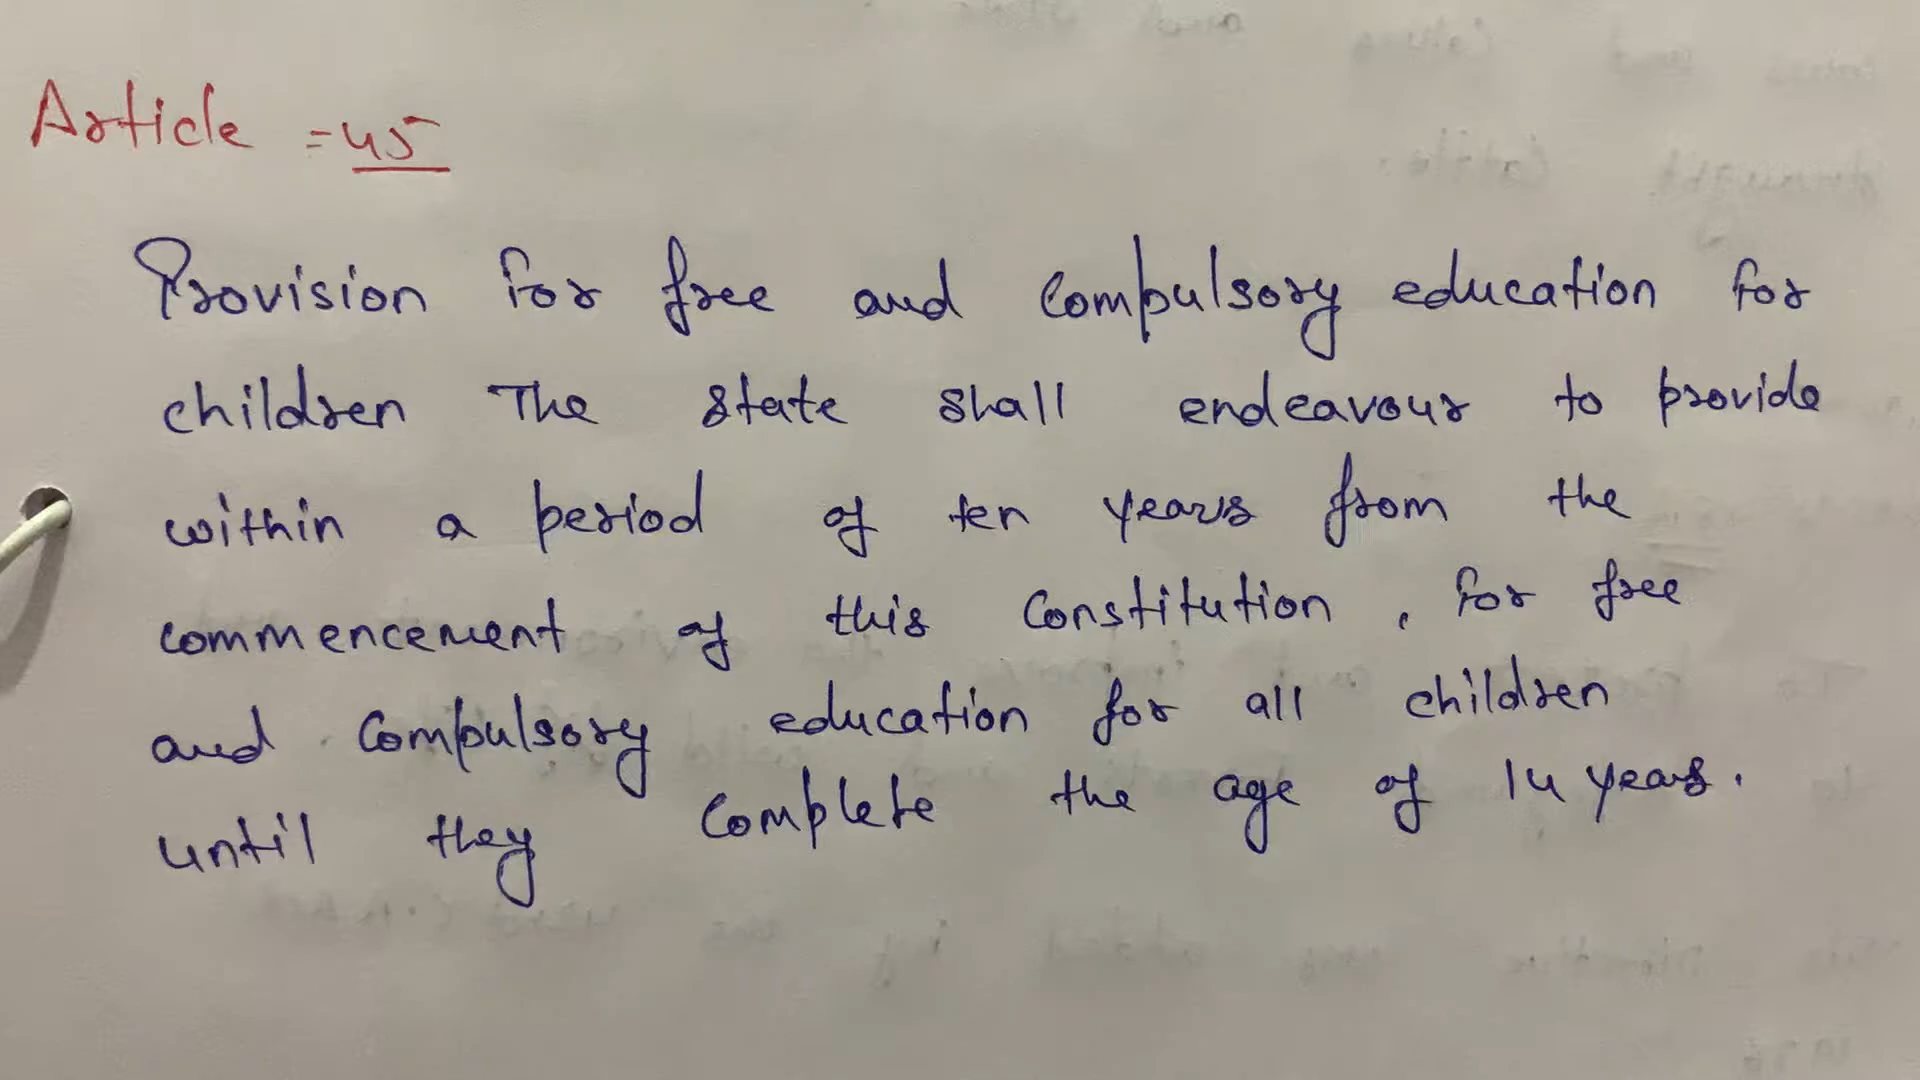 Article = 45
Provision for free and compulsory education for
children The state shall endeavour to provide
within a period of ten years from the
commencement of this Constitution, for free
and compulsory education for all children
until they complete the age of 14 years.